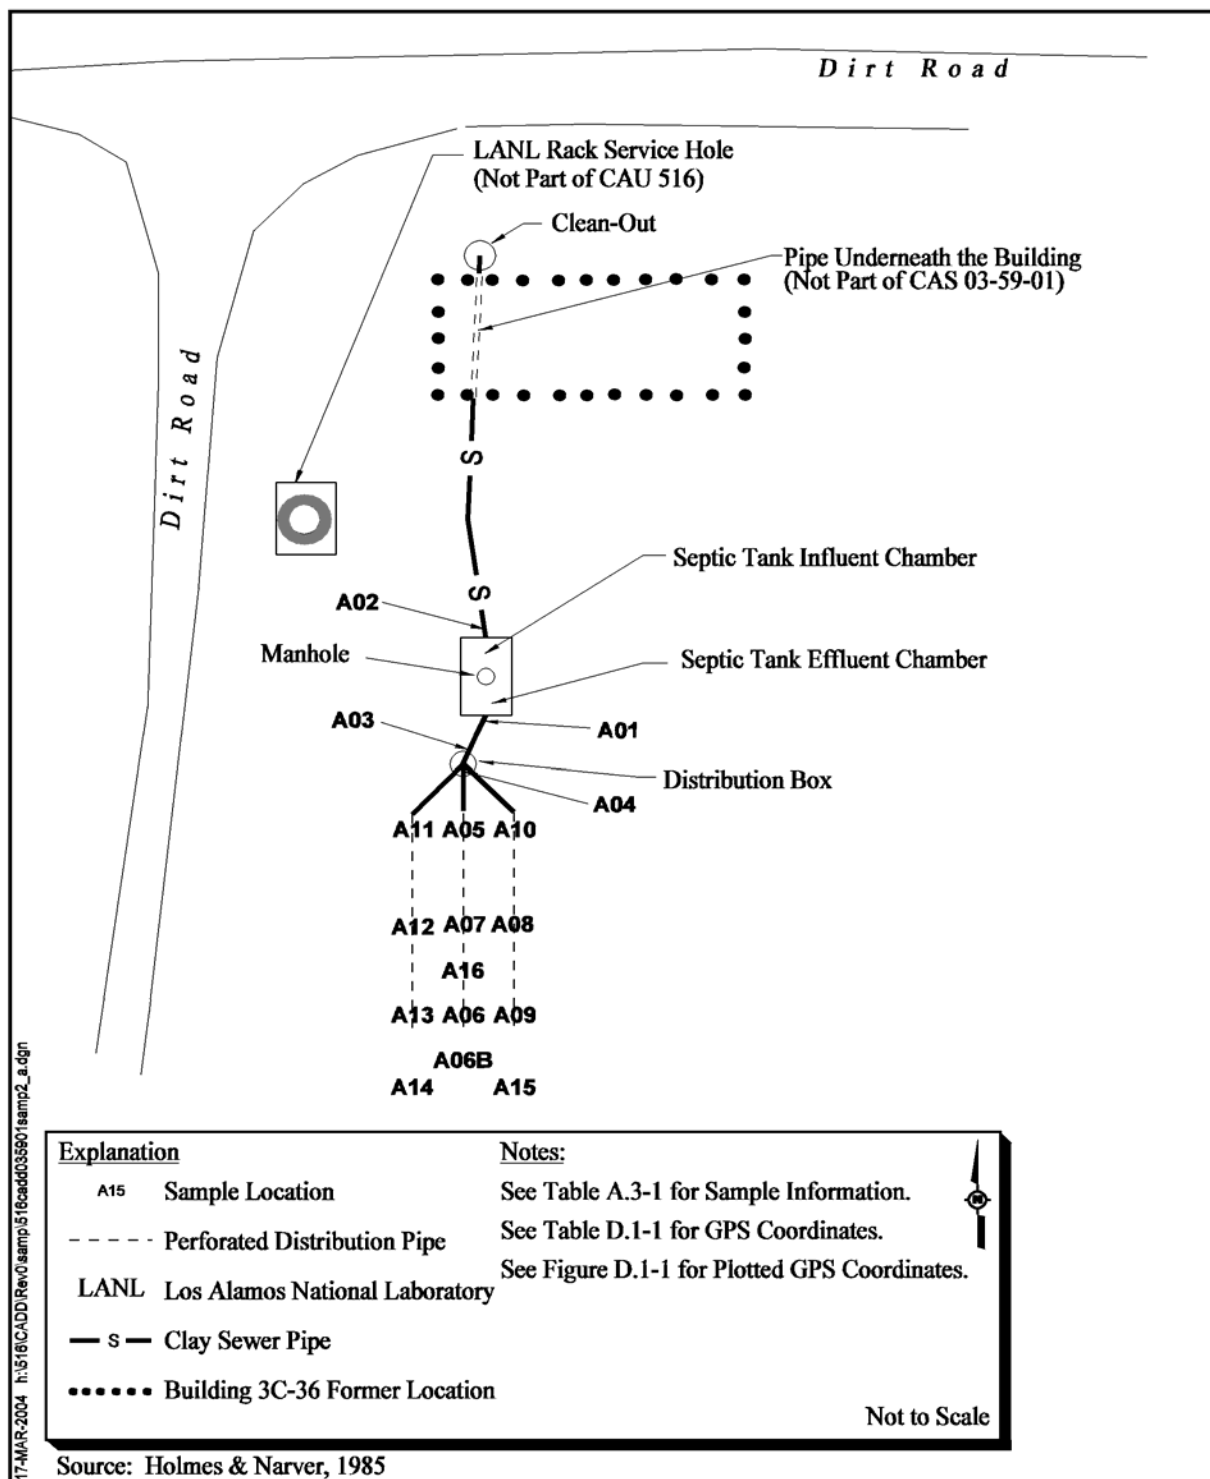 Dirt Road
LANL Rack Service Hole
(Not Part of CAU 516)
Clean-Out
Pipe Underneath the Building
(Not Part of CAS 03-59-01)
Dirt Road
S
Septic Tank Influent Chamber
S
A02
Manhole
Septic Tank Effluent Chamber
A03
A01
Distribution Box
A04
A11 A05 A10
A12 A07 A08
A16
A13 A06 A09
A06B
A14 A15
Explanation
A15 Sample Location
Perforated Distribution Pipe
LANL Los Alamos National Laboratory
S Clay Sewer Pipe
Building 3C-36 Former Location
Notes:
See Table A.3-1 for Sample Information.
See Table D.1-1 for GPS Coordinates.
See Figure D.1-1 for Plotted GPS Coordinates.
N
Not to Scale
Source: Holmes & Narver, 1985
17-MAR-2004 h:\516\CADD\Rev0\samp\516cadd035901samp2_a.dgn